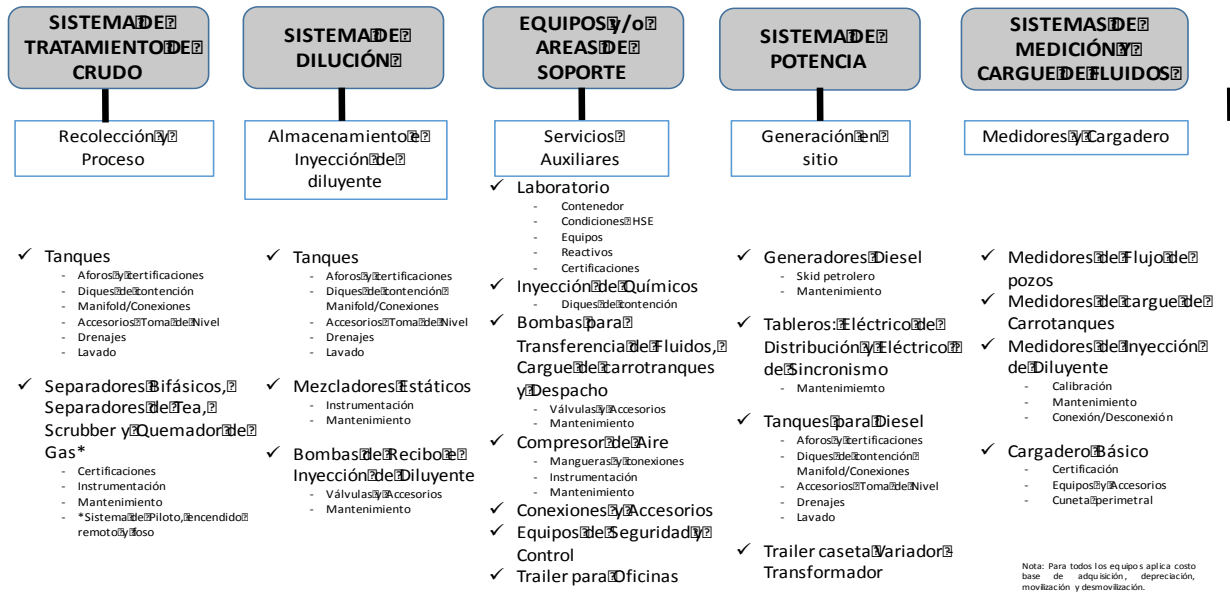 SISTEMA DE
TRATAMIENTO DE
CRUDO
Recolección y
Proceso
✓ Tanques
- Aforos y certificaciones
- Diques de contención
- Manifold/Conexiones
- Accesorios Toma de Nivel
- Drenajes
- Lavado
✓ Separadores Bifásicos,
Separadores de Tea,
Scrubber y Quemador de
Gas*
- Certificaciones
- Instrumentación
- Mantenimiento
- *Sistema de Piloto, encendido
remoto y foso
SISTEMA DE
DILUCIÓN
Almacenamiento e
Inyección de
diluyente
✓ Tanques
- Aforos y certificaciones
- Diques de contención
Manifold/Conexiones
- Accesorios Toma de Nivel
- Drenajes
- Lavado
✓ Mezcladores Estáticos
- Instrumentación
- Mantenimiento
✓ Bombas de Recibo e
Inyección de Diluyente
- Válvulas y Accesorios
- Mantenimiento
EQUIPOS y/o
AREAS DE
SOPORTE
Servicios
Auxiliares
✓ Laboratorio
- Contenedor
- Condiciones HSE
- Equipos
- Reactivos
- Certificaciones
✓ Inyección de Químicos
- Diques de contención
✓ Bombas para
Transferencia de Fluidos,
Cargue de carrotranques
y Despacho
- Válvulas y Accesorios
- Mantenimiento
✓ Compresor de Aire
- Mangueras y conexiones
- Instrumentación
- Mantenimiento
✓ Conexiones y Accesorios
✓ Equipos de Seguridad y
Control
✓ Trailer para Oficinas
SISTEMA DE
POTENCIA
Generación en
sitio
✓ Generadores Diesel
- Skid petrolero
- Mantenimiento
✓ Tableros: Eléctrico de
Distribución y Eléctrico
de Sincronismo
- Mantenimiemto
✓ Tanques para Diesel
- Aforos y certificaciones
- Diques de contención
Manifold/Conexiones
- Accesorios Toma de Nivel
- Drenajes
- Lavado
✓ Trailer caseta Variador-
Transformador
SISTEMAS DE
MEDICIÓN Y
CARGUE DE FLUIDOS
Medidores y Cargadero
✓ Medidores de Flujo de
pozos
✓ Medidores de cargue de
Carrotanques
✓ Medidores de Inyección
de Diluyente
- Calibración
- Mantenimiento
- Conexión/Desconexión
✓ Cargadero Básico
- Certificación
- Equipos y Accesorios
- Cuneta perimetral
Nota: Para todos los equipos aplica costo
base de adquisición, depreciación,
movilización y desmovilización.